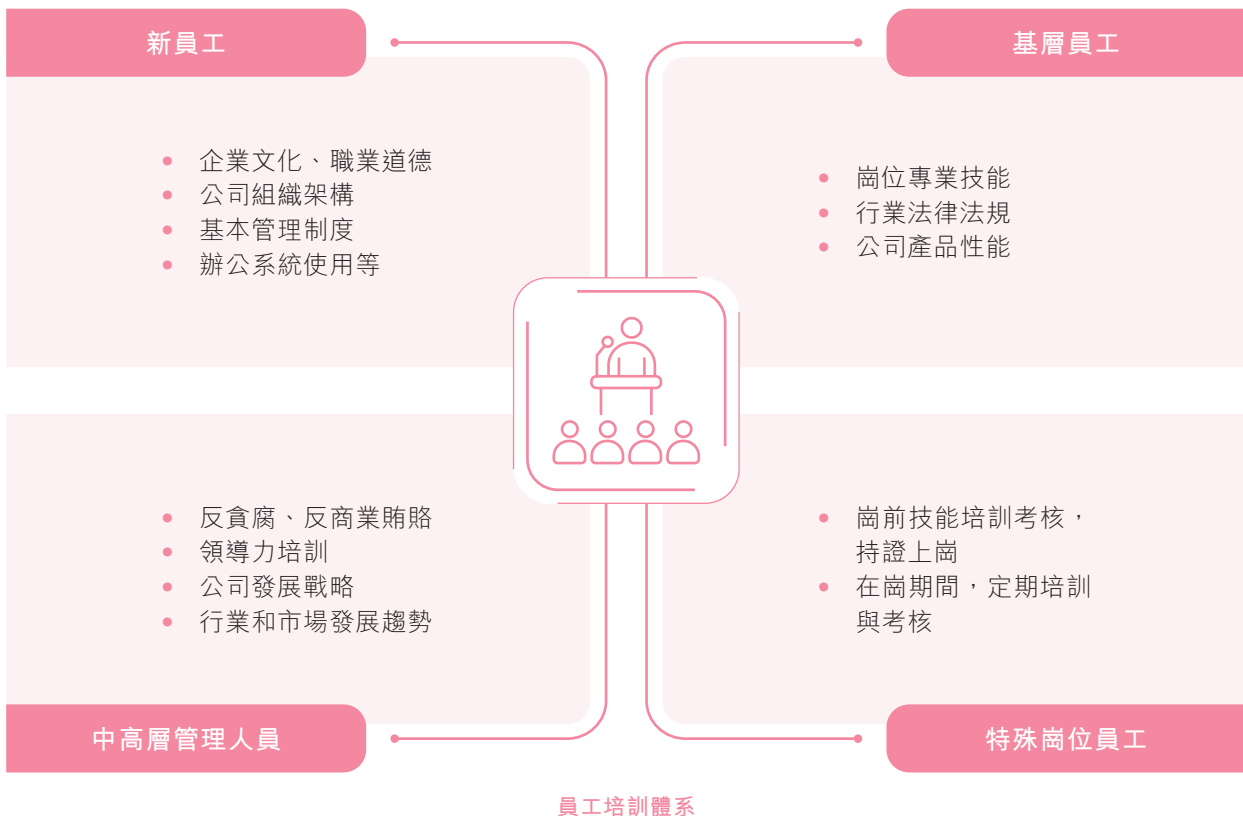 新員工
• 企業文化、職業道德
• 公司組織架構
• 基本管理制度
• 辦公系統使用等
基層員工
• 崗位專業技能
• 行業法律法規
• 公司產品性能
• 反貪腐、反商業賄賂
• 領導力培訓
• 公司發展戰略
• 行業和市場發展趨勢
中高層管理人員
• 崗前技能培訓考核，
持證上崗
• 在崗期間，定期培訓
與考核
特殊崗位員工
員工培訓體系